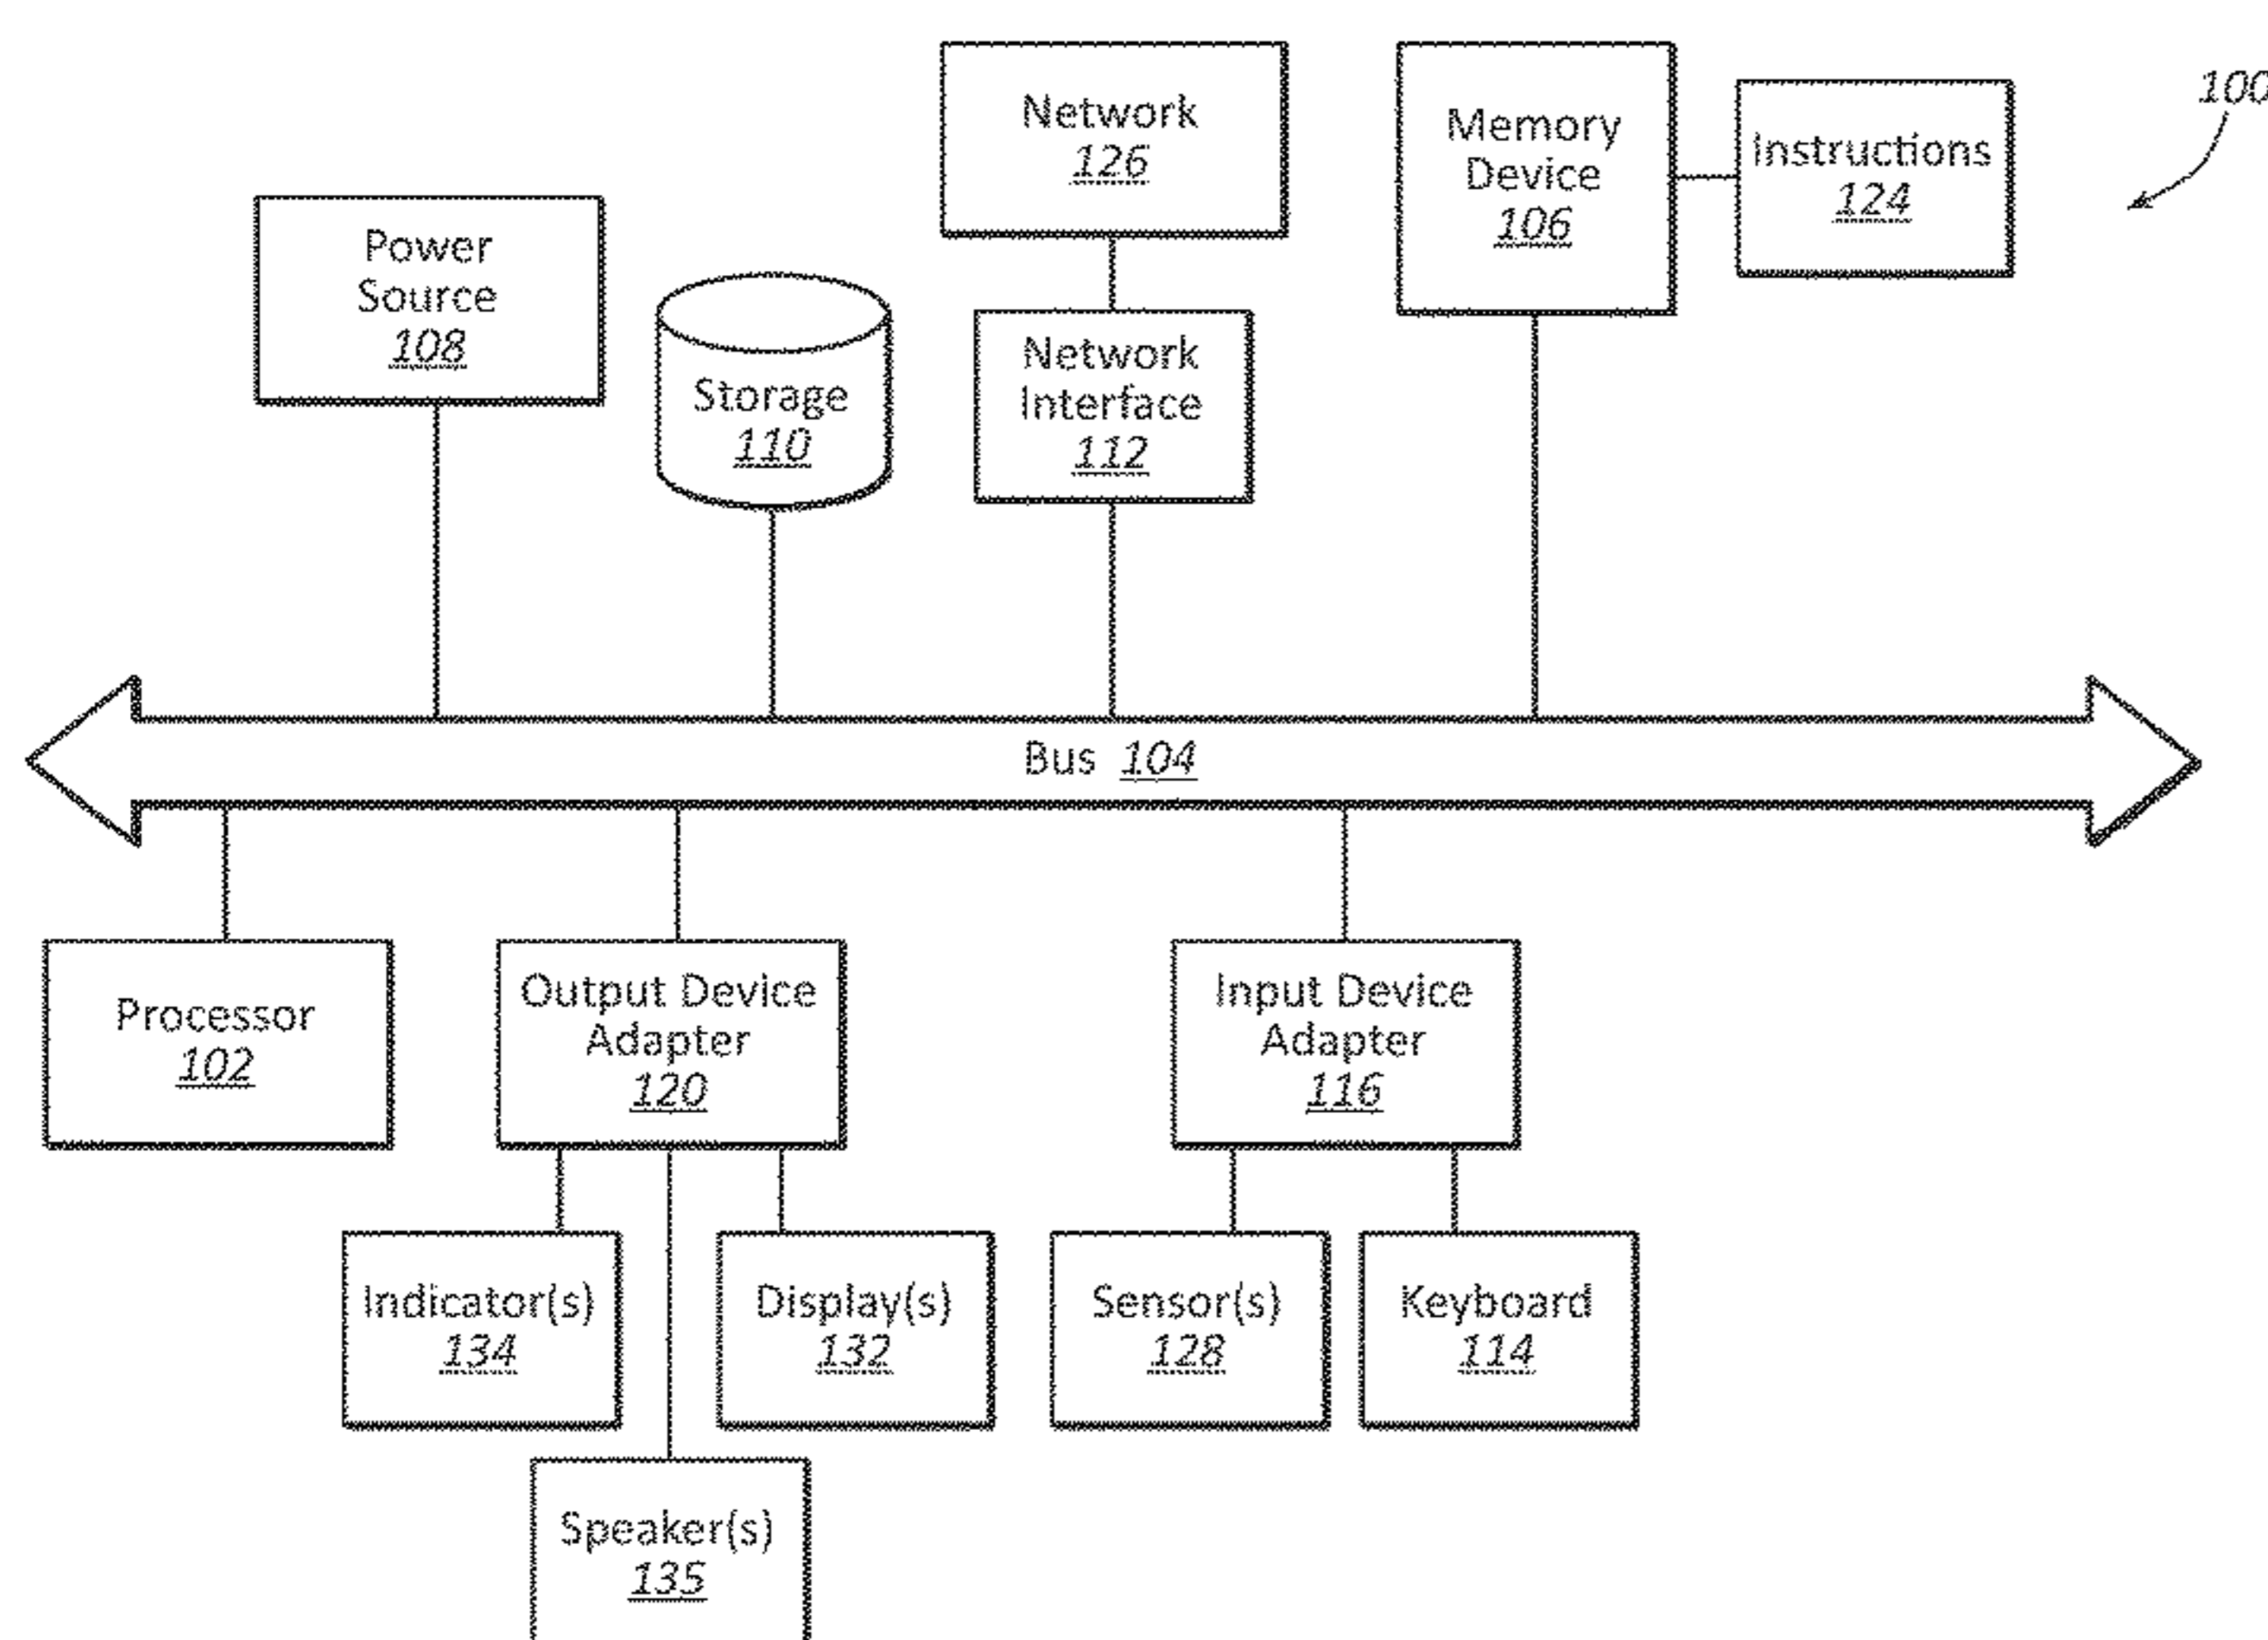 100
Network
126
Memory
Device
106
Instructions
124
Power
Source
108
Storage
110
Network
Interface
112
Bus 104
Processor
102
Output Device
Adapter
120
Input Device
Adapter
116
Indicator(s)
134
Display(s)
132
Sensor(s)
128
Keyboard
114
Speaker(s)
135